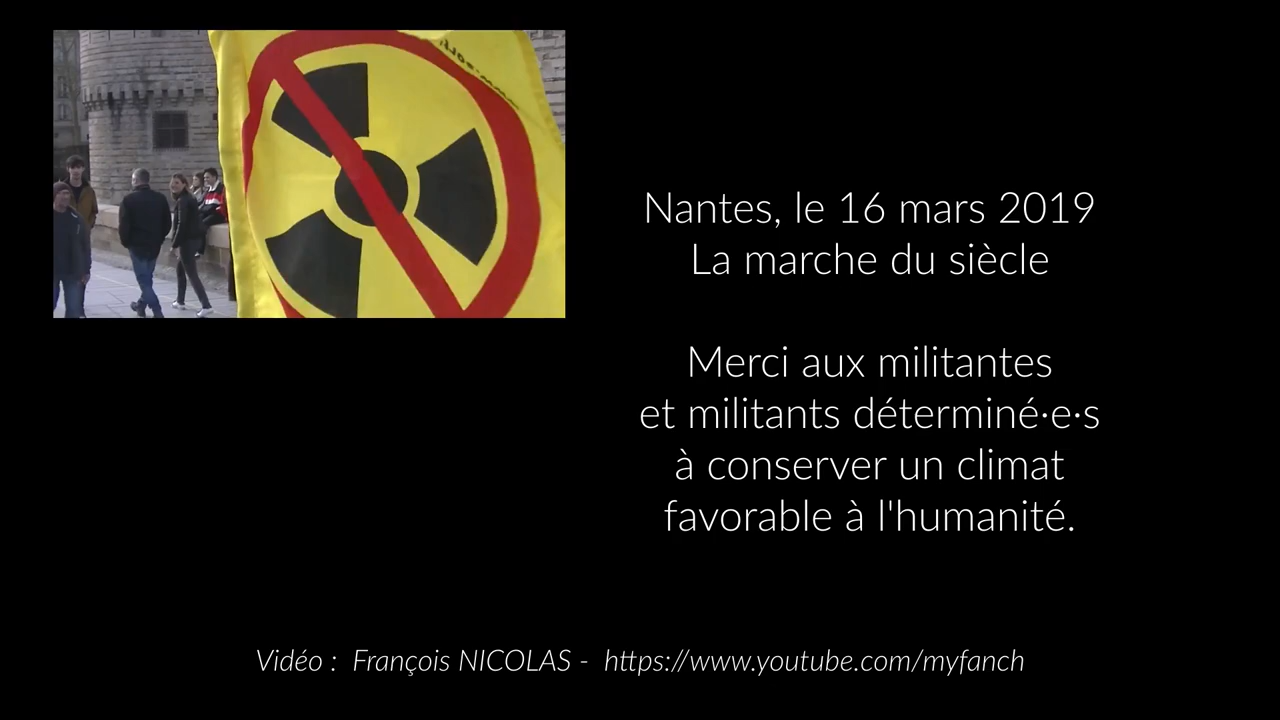 Nantes, le 16 mars 2019
La marche du siècle
Merci aux militantes
et militants déterminé·e·s
à conserver un climat
favorable à l'humanité.
Vidéo : François NICOLAS - https://www.youtube.com/myfanch